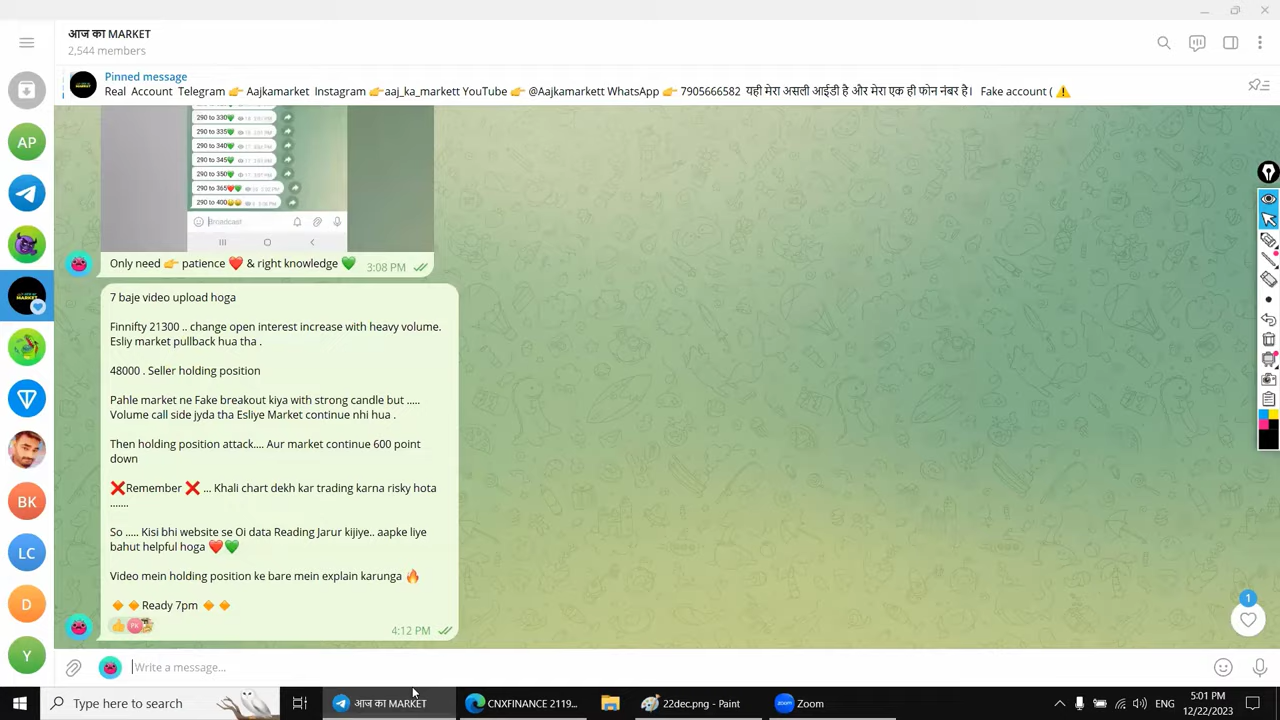 आज का MARKET
2,544 members
Pinned message
Real Account Telegram 👉 Aajkamarket Instagram 👉aaj_ka_markett YouTube 👉 @Aajkamarkett WhatsApp 👉 7905666582 यही मेरा असली आईडी है और मेरा एक ही फोन नंबर है। Fake account ( ⚠️
AP
290 to 330💚
290 to 335💚
290 to 340💚
290 to 345💚
290 to 350💚
290 to 365❤️💚
290 to 400
Broadcast
Only need 👉 patience ❤️ & right knowledge 💚 3:08 PM
7 baje video upload hoga
Finnifty 21300 .. change open interest increase with heavy volume.
Esliy market pullback hua tha .
48000 . Seller holding position
Pahle market ne Fake breakout kiya with strong candle but .....
Volume call side jyda tha Esliye Market continue nhi hua .
Then holding position attack.... Aur market continue 600 point
down
❌Remember ❌ ... Khali chart dekh kar trading karna risky hota
.......
So ..... Kisi bhi website se Oi data Reading Jarur kijiye.. aapke liye
bahut helpful hoga ❤️💚
Video mein holding position ke bare mein explain karunga 🔥
🔸🔸Ready 7pm 🔸🔸
PK
4:12 PM
BK
LC
D
Y
1
Write a message...
Type here to search
आज का MARKET
CNXFINANCE 2119...
22dec.png - Paint
zoom
Zoom
ENG
5:01 PM
12/22/2023